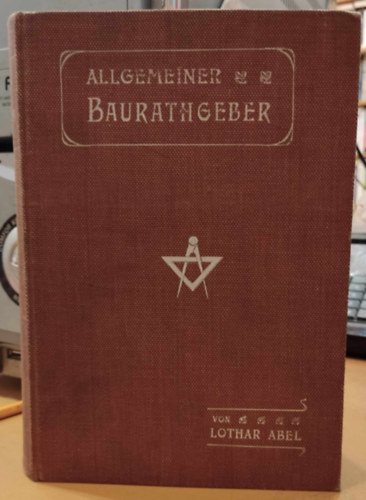 ALLGEMEINER
BAURATHGEBER
VON
LOTHAR ABEL